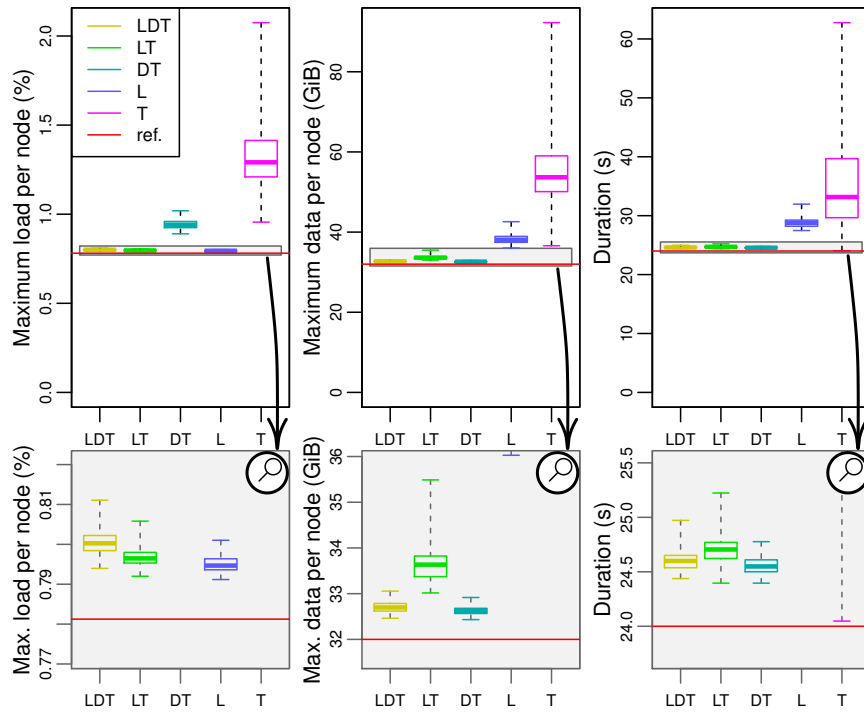 LDT
LT
DT
L
T
ref.
Maximum load per node (%)
2.0
1.5
1.0
0.5
0.0
LDT LT DT L T
Maximum data per node (GiB)
80
60
40
20
0
LDT LT DT L T
Duration (s)
60
50
40
30
20
10
0
LDT LT DT L T
Max. load per node (%)
0.81
0.79
0.77
LDT LT DT L T
Max. data per node (GiB)
36
35
34
33
32
LDT LT DT L T
Duration (s)
25.5
25.0
24.5
24.0
LDT LT DT L T